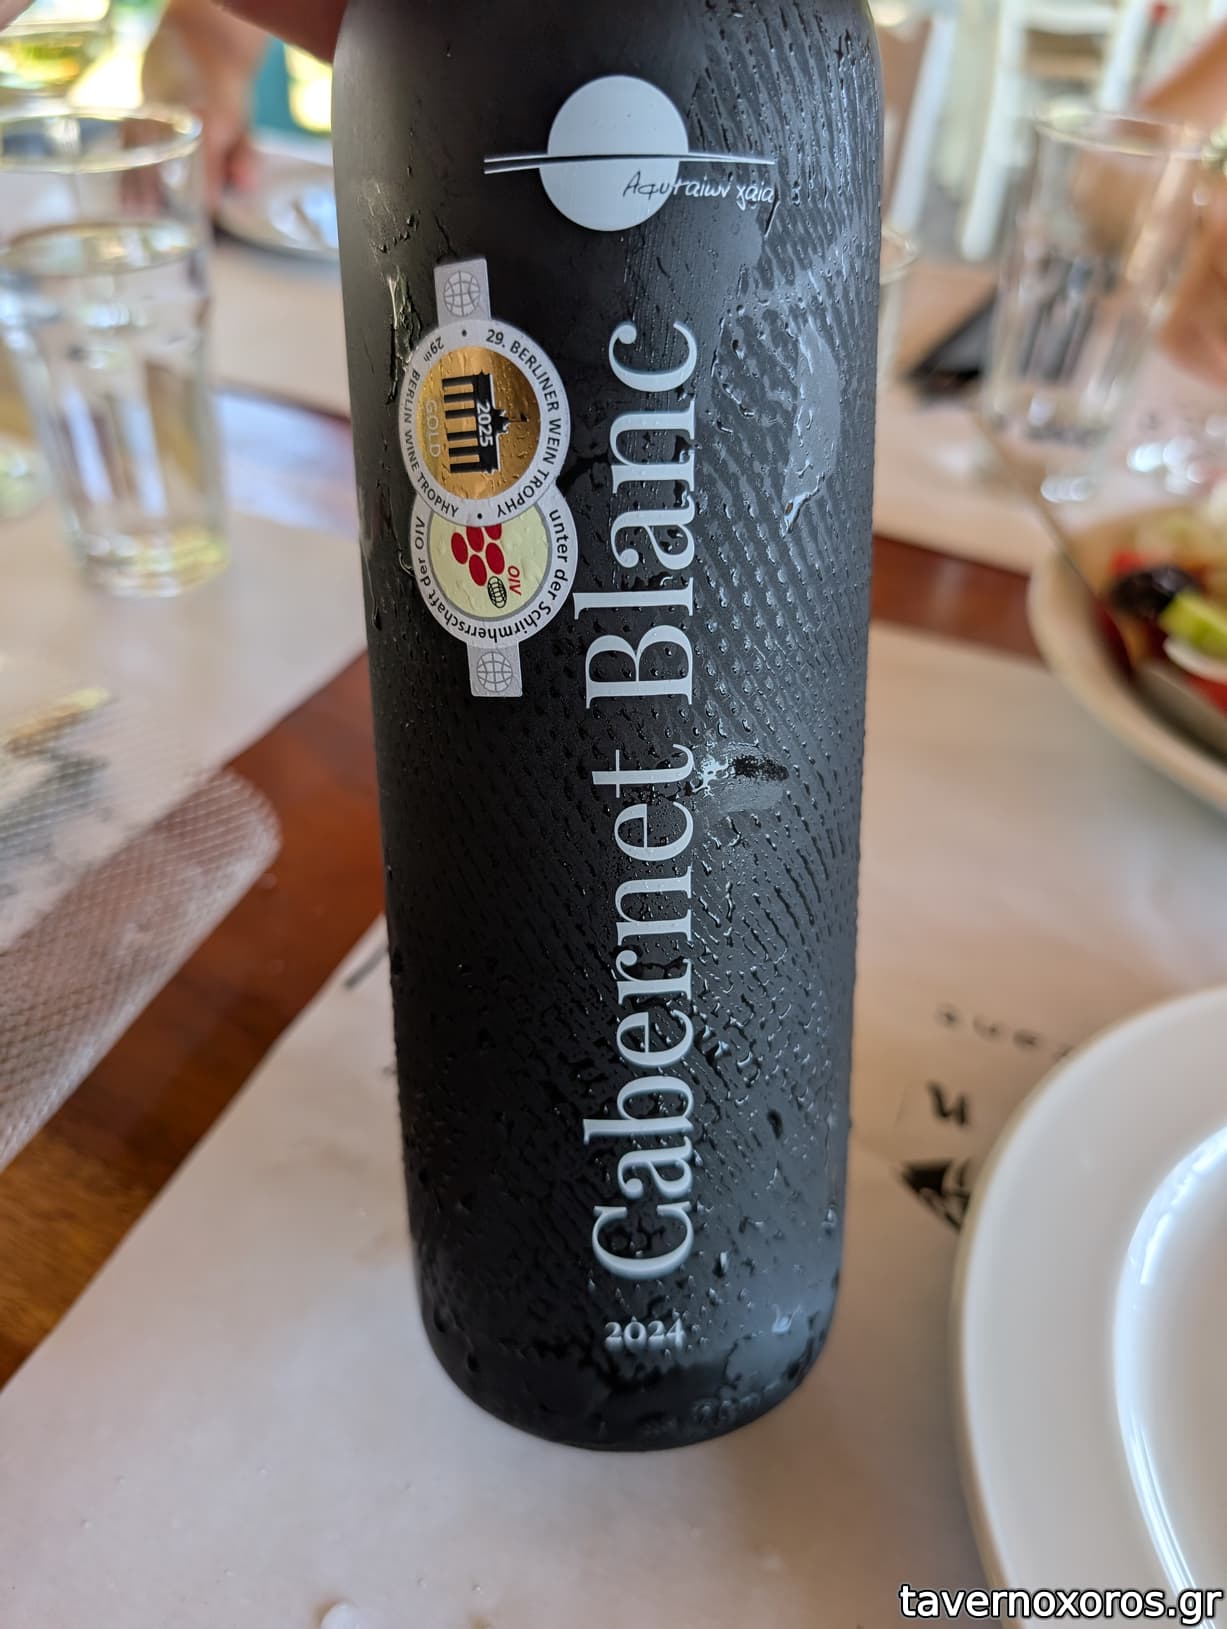 Αφυταίων γαία
29. BERLINER WEIN TROPHY
29th BERLIN WINE TROPHY
2025
GOLD
unter der Schirmherrschaft der OIV
OIV
Cabernet Blanc
2024
tavernoxoros.gr